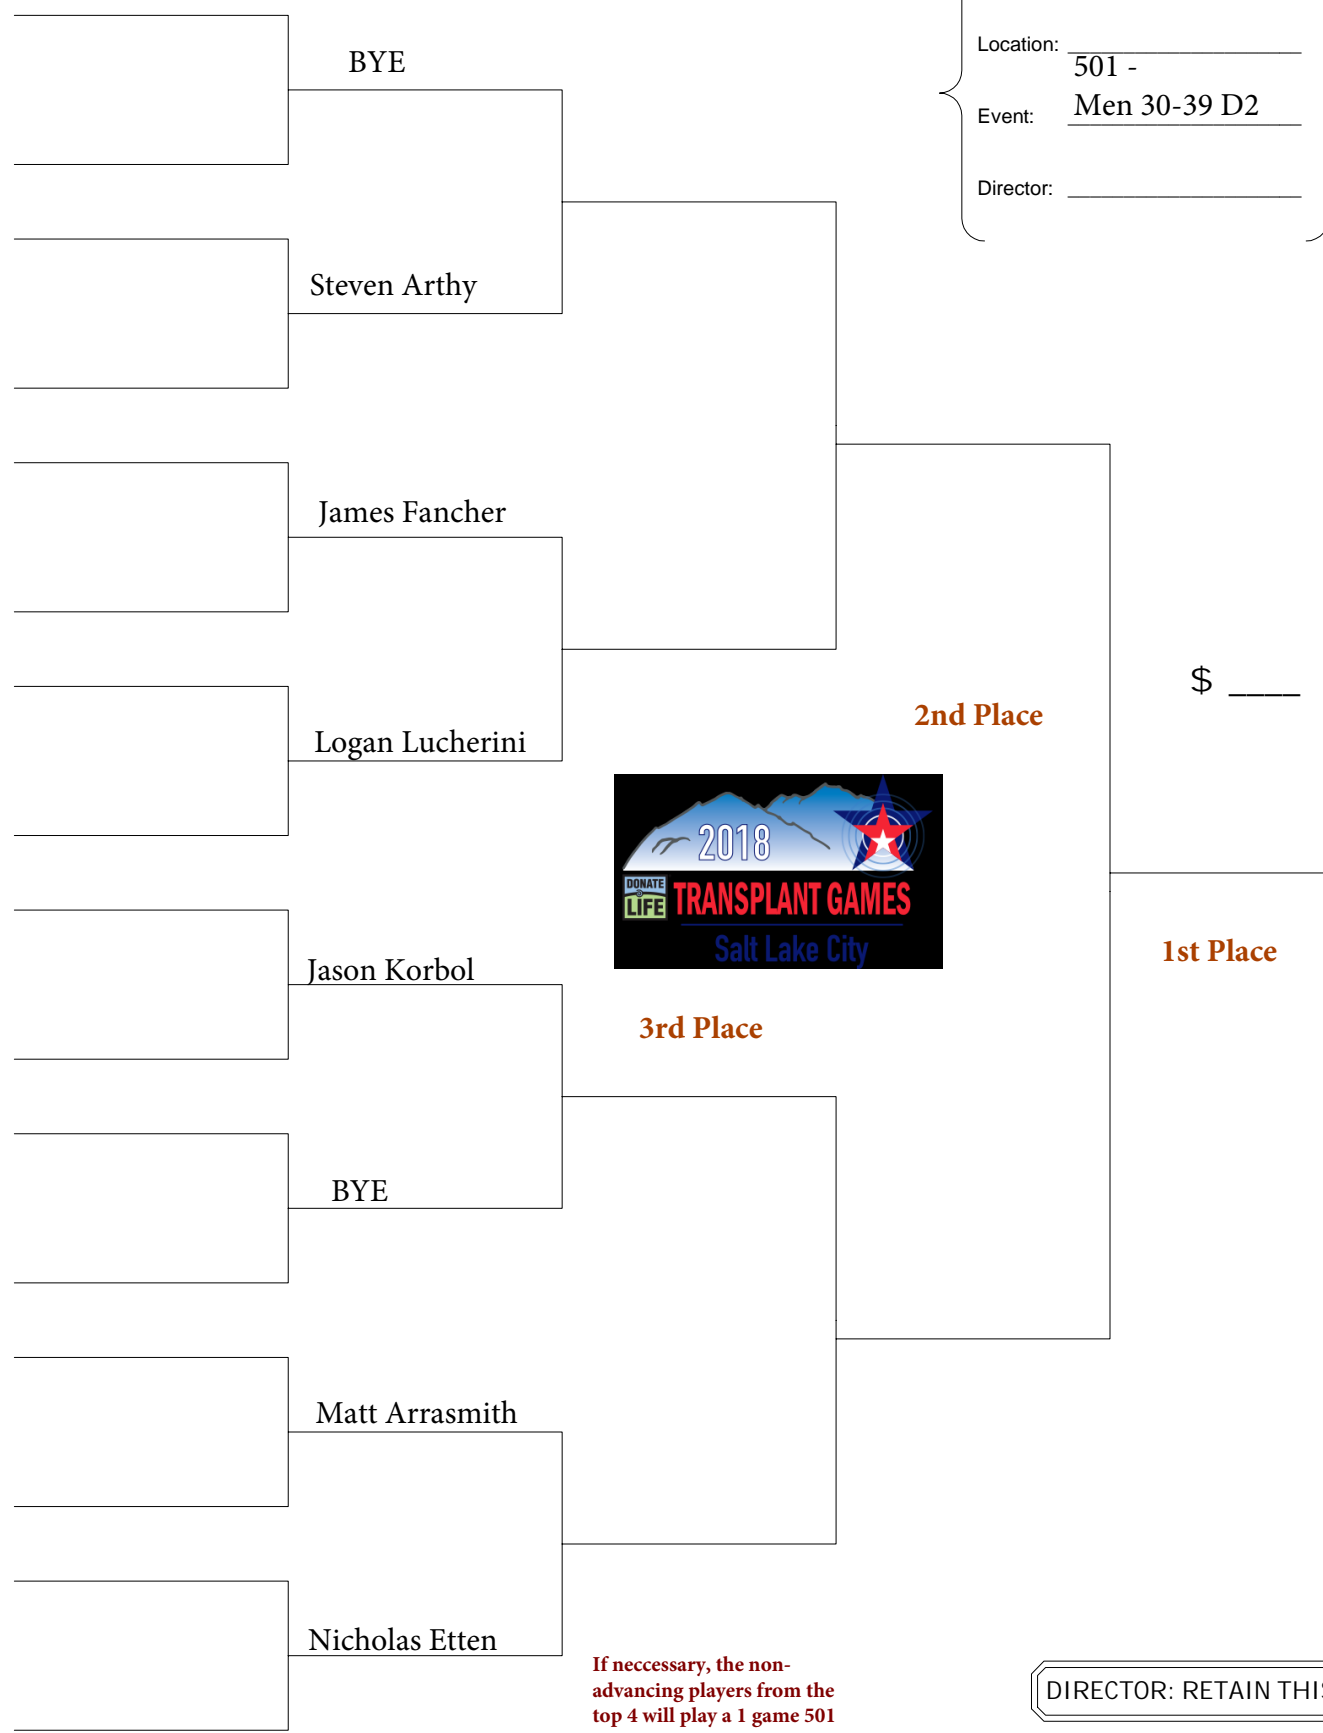 Location:
501 -
Event: Men 30-39 D2
Director:
BYE
Steven Arthy
James Fancher
Logan Lucherini
$ ____
2nd Place
2018
DONATE
LIFE
TRANSPLANT GAMES
Salt Lake City
1st Place
Jason Korbol
3rd Place
BYE
Matt Arrasmith
Nicholas Etten
If neccessary, the non-
advancing players from the
top 4 will play a 1 game 501
DIRECTOR: RETAIN THIS